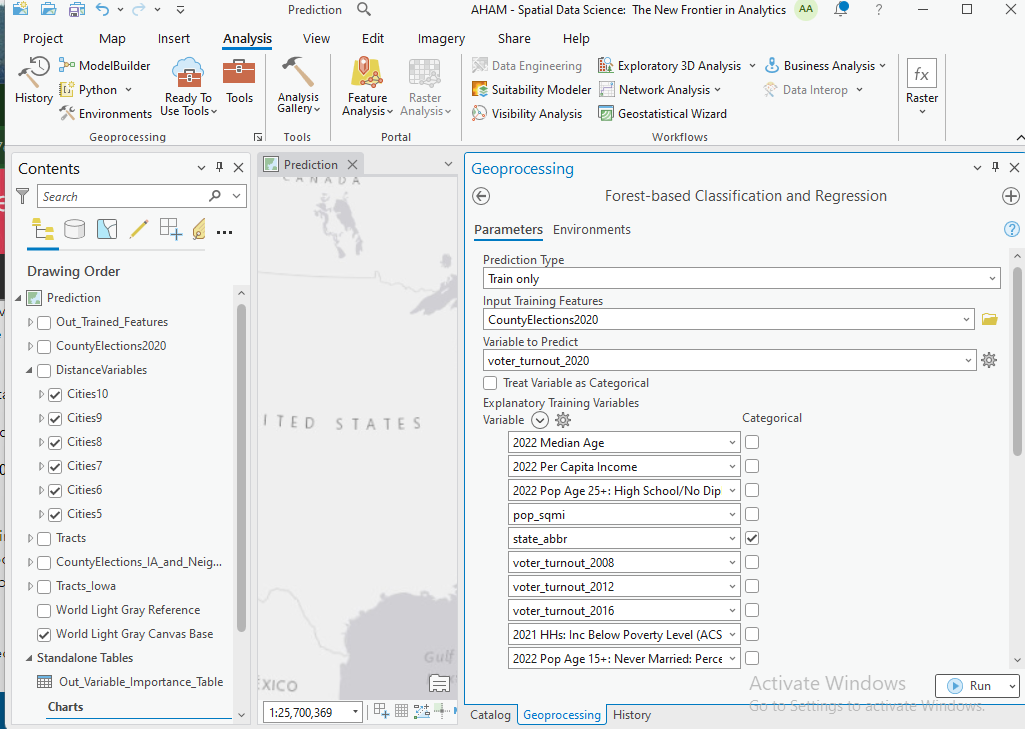 Prediction
AHAM - Spatial Data Science: The New Frontier in Analytics
AA
?
Project
Map
Insert
Analysis
View
Edit
Imagery
Share
Help
History
ModelBuilder
Python
Environments
Ready To
Use Tools
Tools
Geoprocessing
Analysis
Gallery
Tools
Feature
Analysis
Raster
Analysis
Portal
Data Engineering
Suitability Modeler
Visibility Analysis
Exploratory 3D Analysis
Network Analysis
Geostatistical Wizard
Business Analysis
Data Interop
Workflows
fx
Raster
Contents
Search
Drawing Order
Prediction
Out_Trained_Features
CountyElections2020
DistanceVariables
Cities10
Cities9
Cities8
Cities7
Cities6
Cities5
Tracts
CountyElections_IA_and_Neig...
Tracts_Iowa
World Light Gray Reference
World Light Gray Canvas Base
Standalone Tables
Out_Variable_Importance_Table
Charts
Prediction
CANADA
ITED STATES
Gulf
EXICO
1:25,700,369
Geoprocessing
Forest-based Classification and Regression
Parameters
Environments
?
Prediction Type
Train only
Input Training Features
CountyElections2020
Variable to Predict
voter_turnout_2020
Treat Variable as Categorical
Explanatory Training Variables
Variable
Categorical
2022 Median Age
2022 Per Capita Income
2022 Pop Age 25+: High School/No Dip
pop_sqmi
state_abbr
voter_turnout_2008
voter_turnout_2012
voter_turnout_2016
2021 HHs: Inc Below Poverty Level (ACS
2022 Pop Age 15+: Never Married: Perce
Run
Activate Windows
Go to Settings to activate Windows.
Catalog
Geoprocessing
History